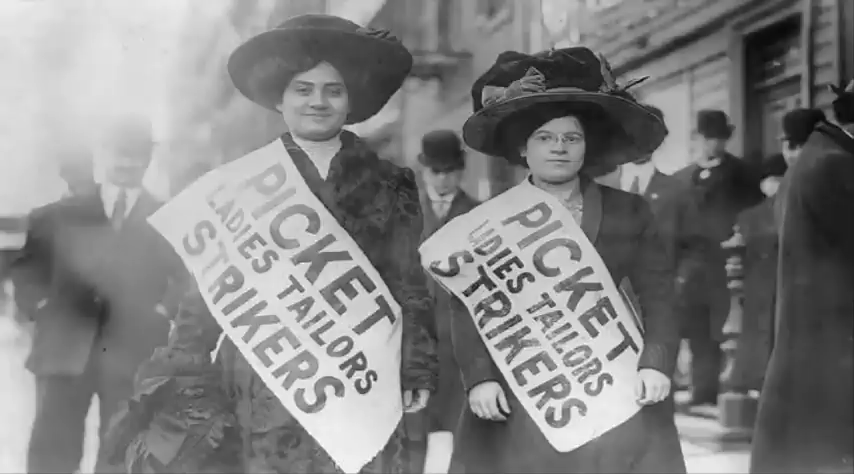 PICKET
LADIES TAILORS
STRIKERS
PICKET
LADIES TAILORS
STRIKERS